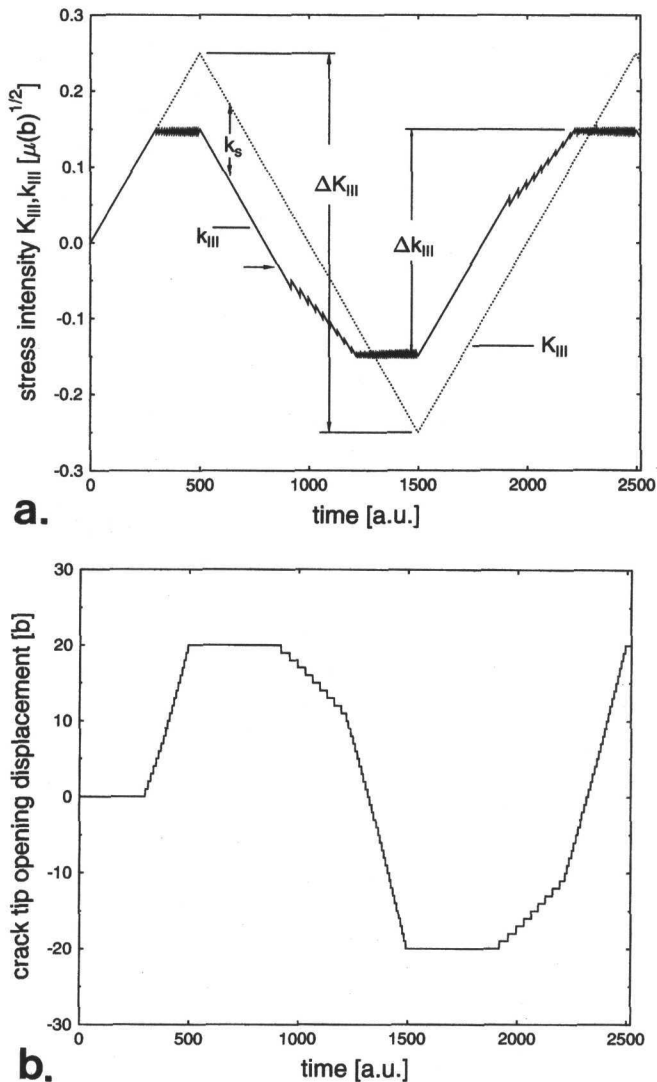 0.3
0.2
0.1
0.0
-0.1
-0.2
-0.3
stress intensity K_III,k_III [μ(b)^1/2]
k_s
ΔK_III
k_III
Δk_III
K_III
0 500 1000 1500 2000 2500
time [a.u.]
a.
30
20
10
0
-10
-20
-30
crack tip opening displacement [b]
0 500 1000 1500 2000 2500
time [a.u.]
b.